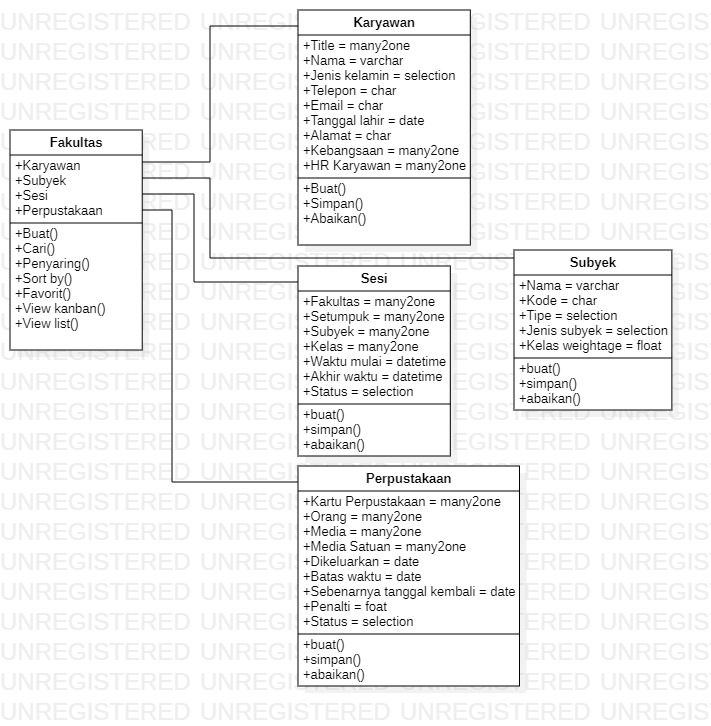 Fakultas
+Karyawan
+Subyek
+Sesi
+Perpustakaan
+Buat()
+Cari()
+Penyaring()
+Sort by()
+Favorit()
+View kanban()
+View list()
Karyawan
+Title = many2one
+Nama = varchar
+Jenis kelamin = selection
+Telepon = char
+Email = char
+Tanggal lahir = date
+Alamat = char
+Kebangsaan = many2one
+HR Karyawan = many2one
+Buat()
+Simpan()
+Abaikan()
Subyek
+Nama = varchar
+Kode = char
+Tipe = selection
+Jenis subyek = selection
+Kelas weightage = float
+buat()
+simpan()
+abaikan()
Sesi
+Fakultas = many2one
+Setumpuk = many2one
+Subyek = many2one
+Kelas = many2one
+Waktu mulai = datetime
+Akhir waktu = datetime
+Status = selection
+buat()
+simpan()
+abaikan()
Perpustakaan
+Kartu Perpustakaan = many2one
+Orang = many2one
+Media = many2one
+Media Satuan = many2one
+Dikeluarkan = date
+Batas waktu = date
+Sebenarnya tanggal kembali = date
+Penalti = foat
+Status = selection
+buat()
+simpan()
+abaikan()
UNREGISTERED